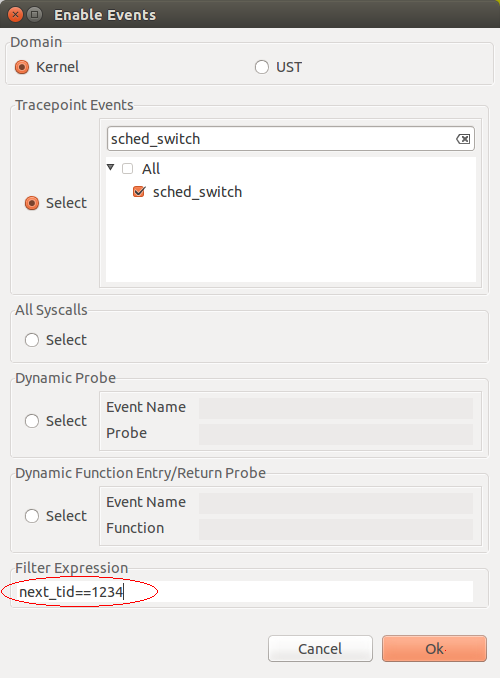 Enable Events
Domain
Kernel UST
Tracepoint Events
sched_switch
All
sched_switch
Select
All Syscalls
Select
Dynamic Probe
Event Name
Select
Probe
Dynamic Function Entry/Return Probe
Event Name
Select
Function
Filter Expression
next_tid==1234
Cancel Ok